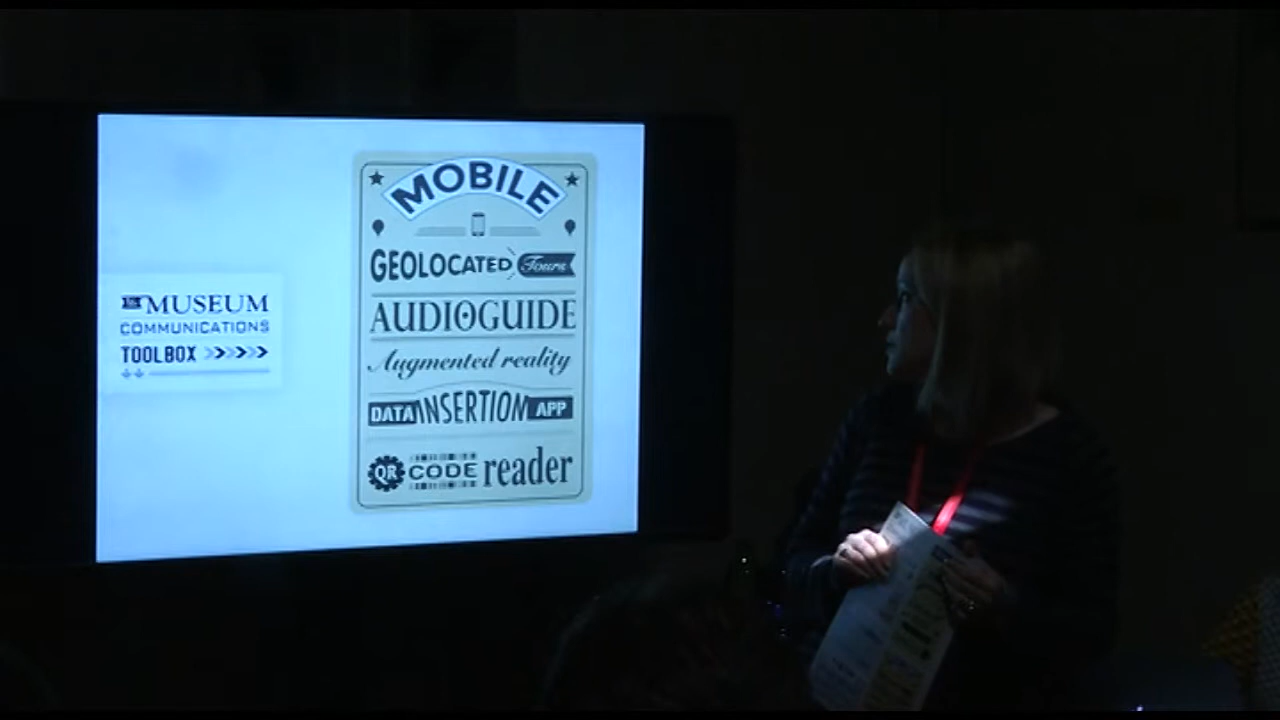 THE MUSEUM
COMMUNICATIONS
TOOLBOX
MOBILE
GEOLOCATED Tours
AUDIOGUIDE
Augmented reality
DATA INSERTION APP
QR CODE reader